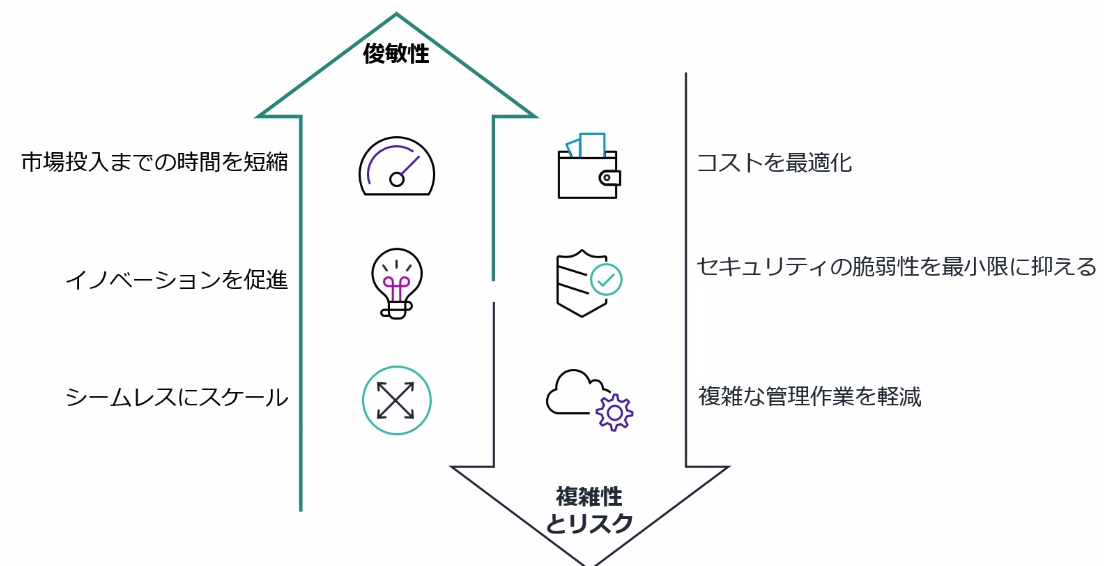 俊敏性
市場投入までの時間を短縮
コストを最適化
イノベーションを促進
セキュリティの脆弱性を最小限に抑える
シームレスにスケール
複雑な管理作業を軽減
複雑性
とリスク